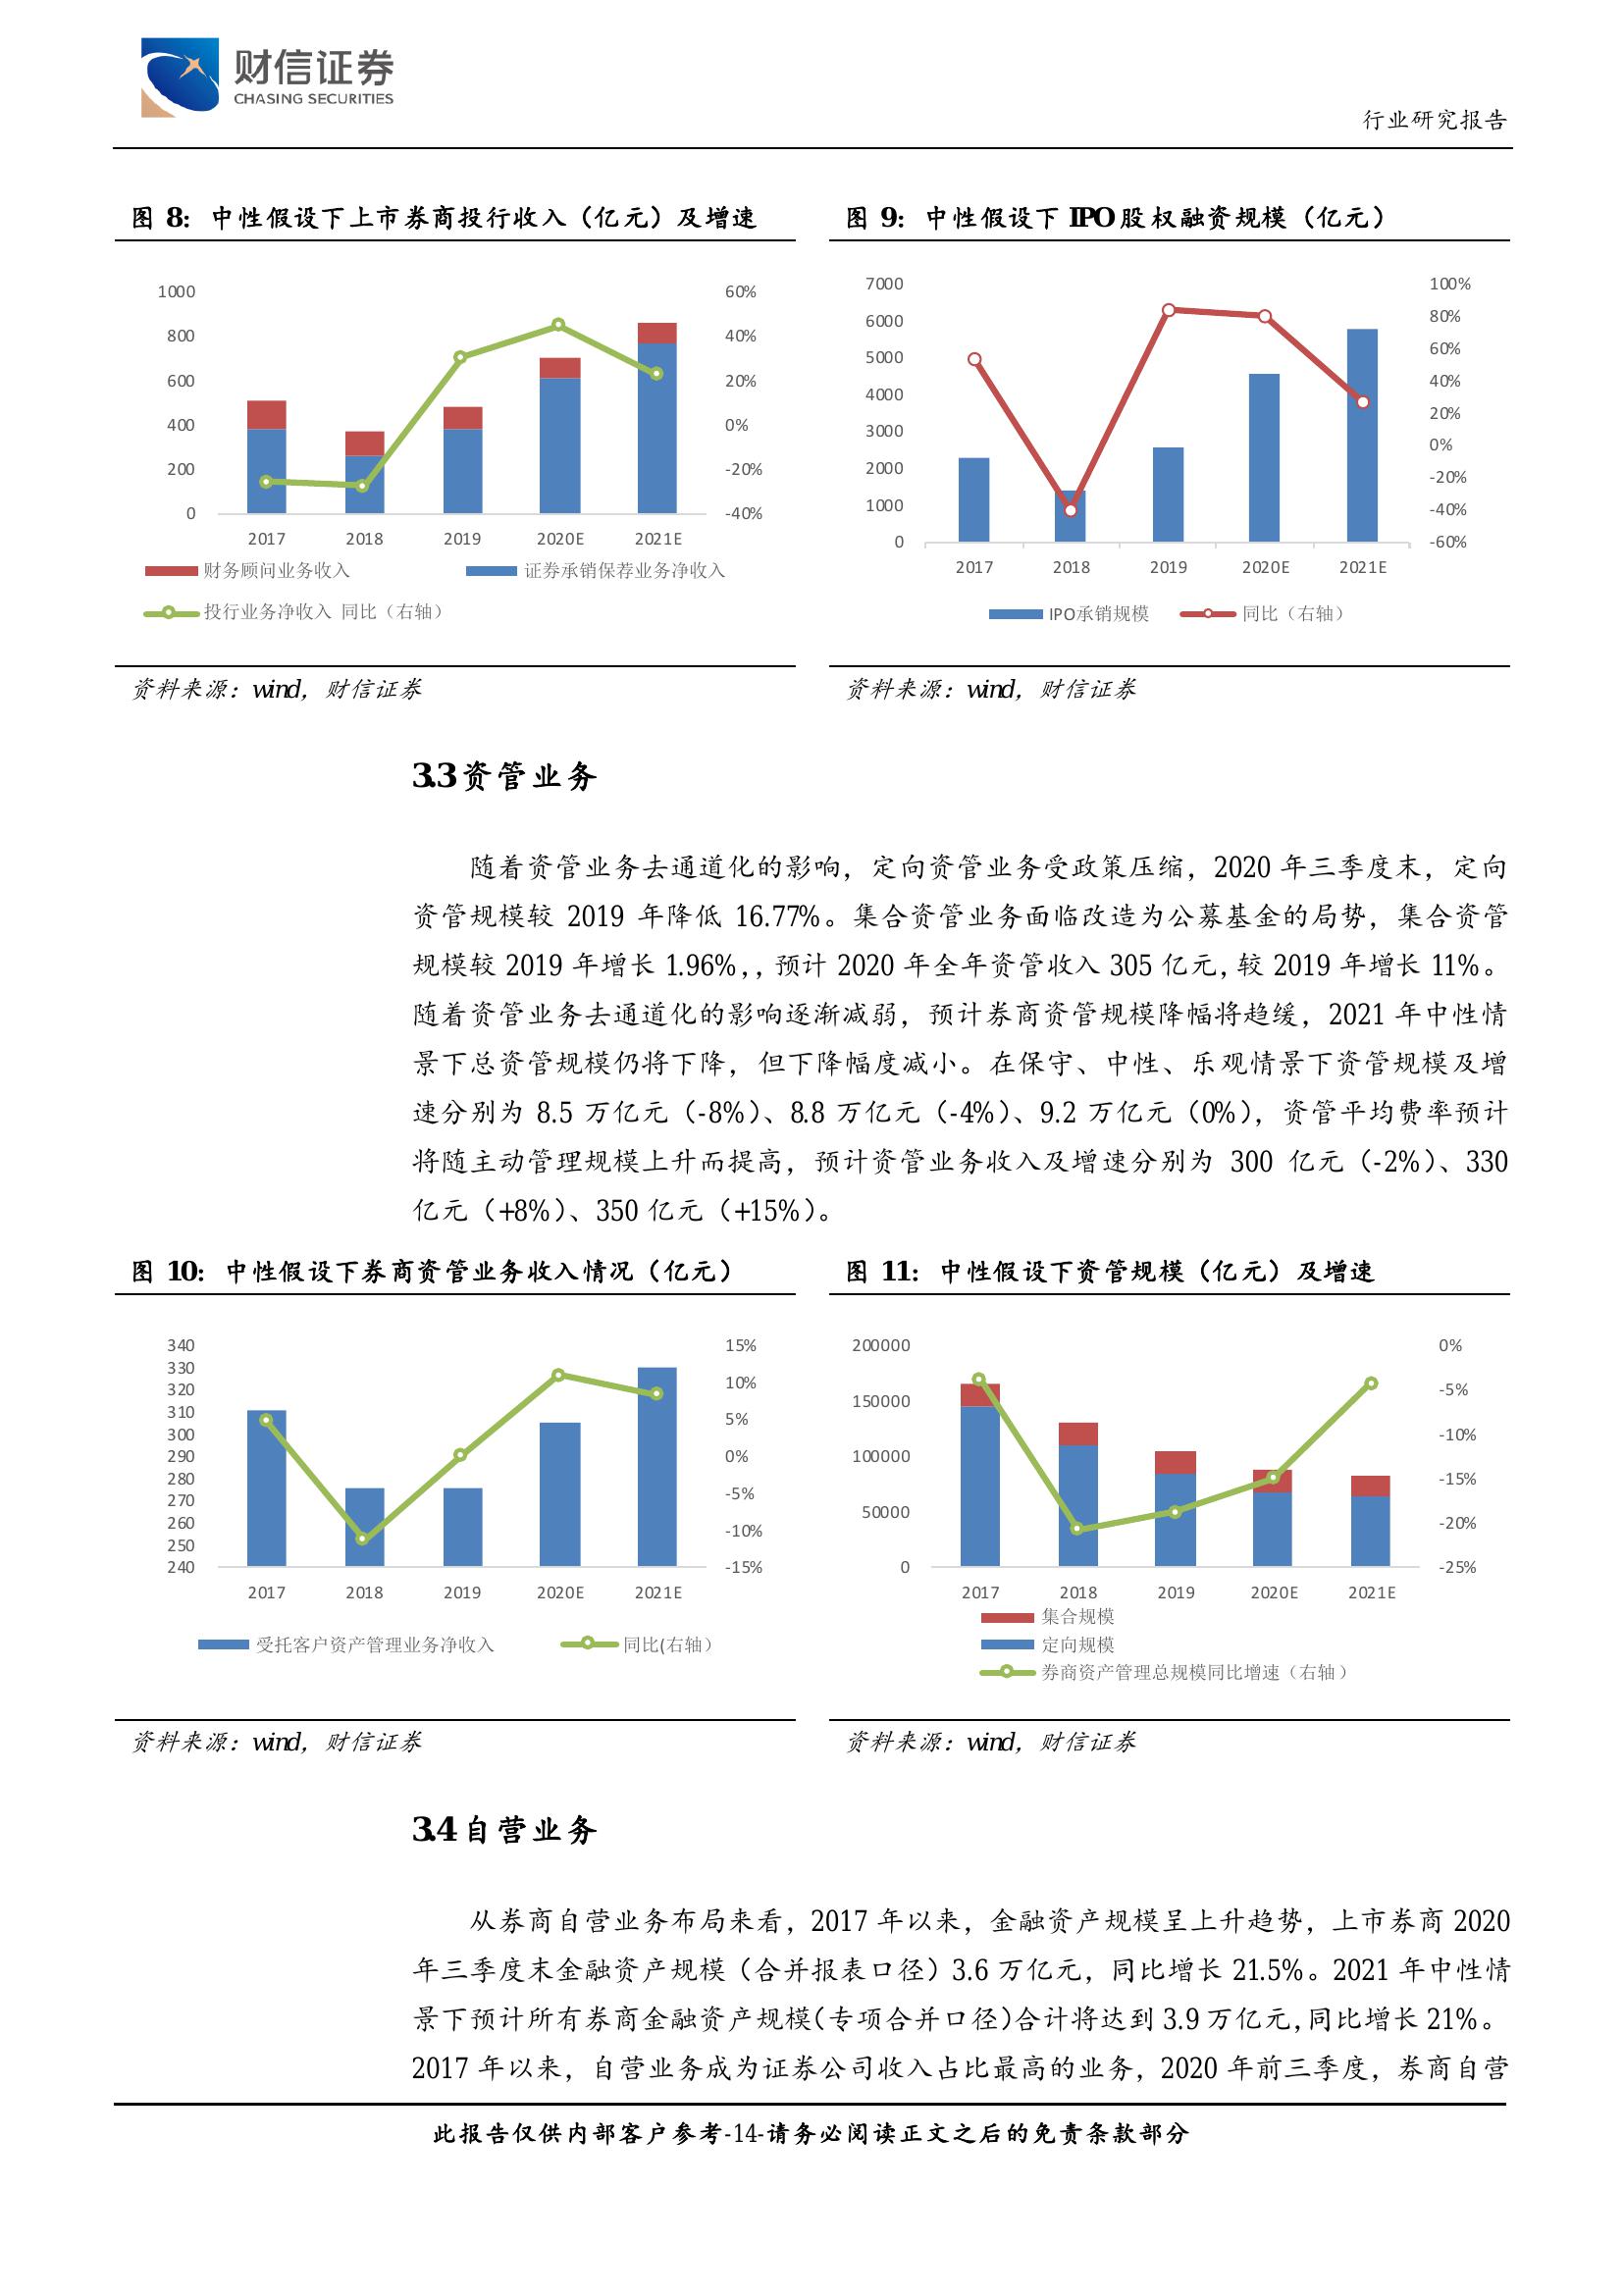 财信证券
CHASING SECURITIES
行业研究报告
图 8：中性假设下上市券商投行收入（亿元）及增速
1000
800
600
400
200
0
60%
40%
20%
0%
-20%
-40%
2017 2018 2019 2020E 2021E
财务顾问业务收入 证券承销保荐业务净收入
投行业务净收入 同比（右轴）
资料来源：wind，财信证券
图 9：中性假设下 IPO 股权融资规模（亿元）
7000
6000
5000
4000
3000
2000
1000
0
100%
80%
60%
40%
20%
0%
-20%
-40%
-60%
2017 2018 2019 2020E 2021E
IPO承销规模 同比（右轴）
资料来源：wind，财信证券
3.3 资管业务
随着资管业务去通道化的影响，定向资管业务受政策压缩，2020 年三季度末，定向
资管规模较 2019 年降低 16.77%。集合资管业务面临改造为公募基金的局势，集合资管
规模较 2019 年增长 1.96%，，预计 2020 年全年资管收入 305 亿元，较 2019 年增长 11%。
随着资管业务去通道化的影响逐渐减弱，预计券商资管规模降幅将趋缓，2021 年中性情
景下总资管规模仍将下降，但下降幅度减小。在保守、中性、乐观情景下资管规模及增
速分别为 8.5 万亿元（-8%）、8.8 万亿元（-4%）、9.2 万亿元（0%），资管平均费率预计
将随主动管理规模上升而提高，预计资管业务收入及增速分别为 300 亿元（-2%）、330
亿元（+8%）、350 亿元（+15%）。
图 10：中性假设下券商资管业务收入情况（亿元）
340
330
320
310
300
290
280
270
260
250
240
15%
10%
5%
0%
-5%
-10%
-15%
2017 2018 2019 2020E 2021E
受托客户资产管理业务净收入 同比(右轴）
资料来源：wind，财信证券
图 11：中性假设下资管规模（亿元）及增速
200000
150000
100000
50000
0
0%
-5%
-10%
-15%
-20%
-25%
2017 2018 2019 2020E 2021E
集合规模
定向规模
券商资产管理总规模同比增速（右轴）
资料来源：wind，财信证券
3.4 自营业务
从券商自营业务布局来看，2017 年以来，金融资产规模呈上升趋势，上市券商 2020
年三季度末金融资产规模（合并报表口径）3.6 万亿元，同比增长 21.5%。2021 年中性情
景下预计所有券商金融资产规模（专项合并口径）合计将达到 3.9 万亿元，同比增长 21%。
2017 年以来，自营业务成为证券公司收入占比最高的业务，2020 年前三季度，券商自营
此报告仅供内部客户参考-14-请务必阅读正文之后的免责条款部分